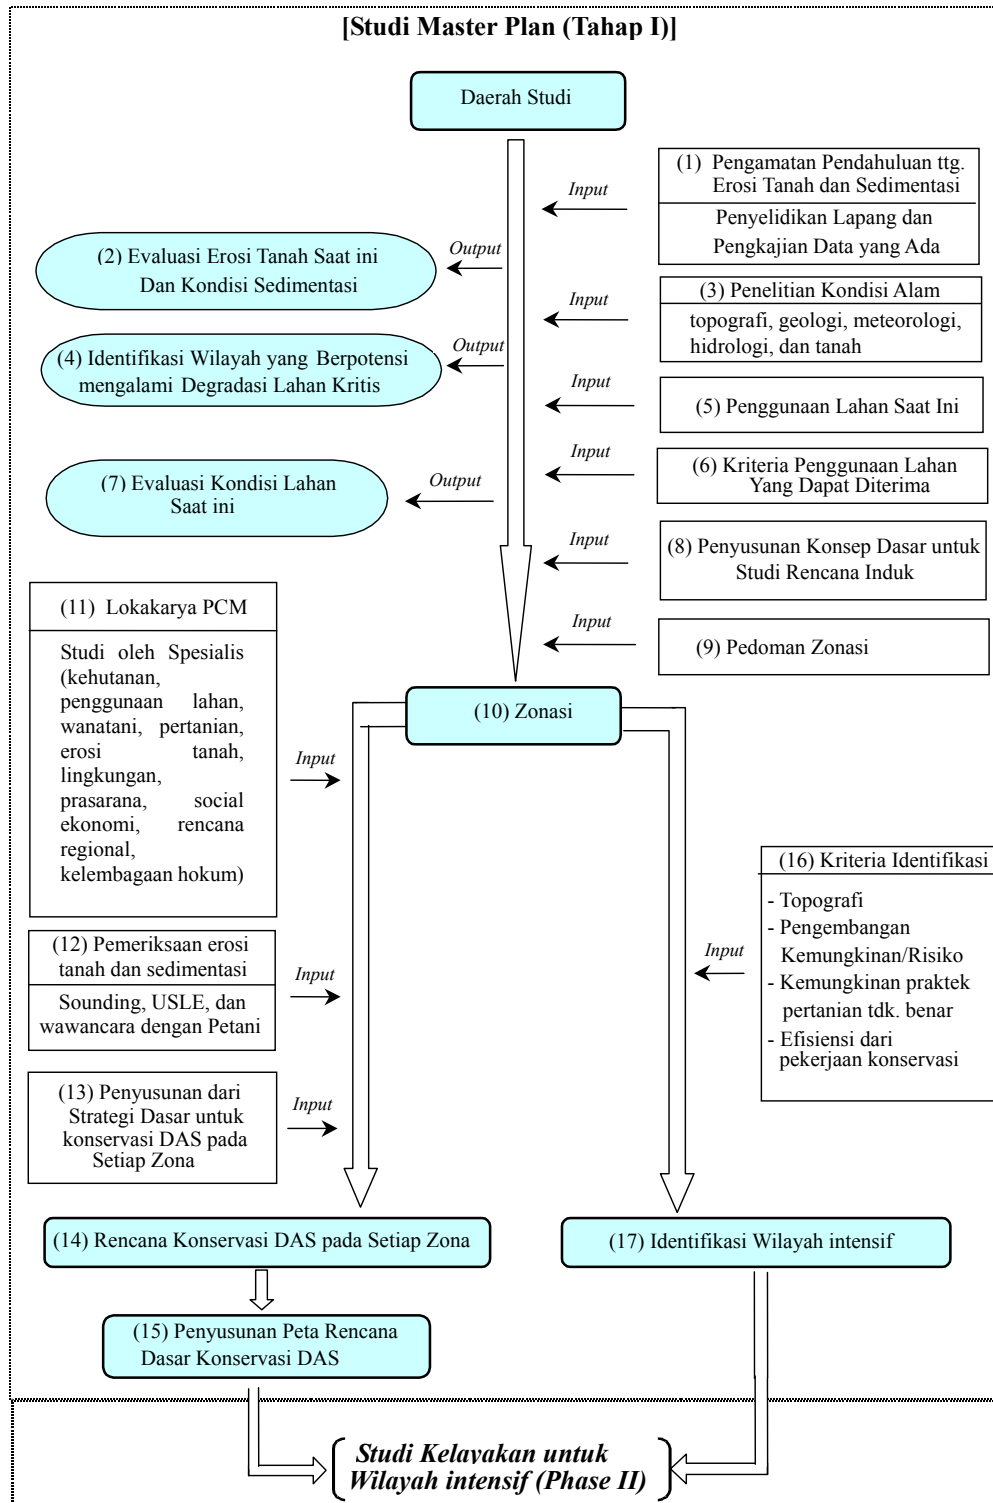 [Studi Master Plan (Tahap I)]
Daerah Studi
(1) Pengamatan Pendahuluan ttg.
Erosi Tanah dan Sedimentasi
Penyelidikan Lapang dan
Pengkajian Data yang Ada
Input
Output
(2) Evaluasi Erosi Tanah Saat ini
Dan Kondisi Sedimentasi
(3) Penelitian Kondisi Alam
topografi, geologi, meteorologi,
hidrologi, dan tanah
Input
Output
(4) Identifikasi Wilayah yang Berpotensi
mengalami Degradasi Lahan Kritis
Input
(5) Penggunaan Lahan Saat Ini
Input
(6) Kriteria Penggunaan Lahan
Yang Dapat Diterima
(7) Evaluasi Kondisi Lahan
Saat ini
Output
Input
(8) Penyusunan Konsep Dasar untuk
Studi Rencana Induk
Input
(9) Pedoman Zonasi
(10) Zonasi
(11) Lokakarya PCM
Studi oleh Spesialis
(kehutanan,
penggunaan lahan,
wanatani, pertanian,
erosi tanah,
lingkungan,
prasarana, social
ekonomi, rencana
regional,
kelembagaan hokum)
Input
(12) Pemeriksaan erosi
tanah dan sedimentasi
Sounding, USLE, dan
wawancara dengan Petani
Input
(13) Penyusunan dari
Strategi Dasar untuk
konservasi DAS pada
Setiap Zona
Input
(16) Kriteria Identifikasi
- Topografi
- Pengembangan
Kemungkinan/Risiko
- Kemungkinan praktek
pertanian tdk. benar
- Efisiensi dari
pekerjaan konservasi
Input
(14) Rencana Konservasi DAS pada Setiap Zona
(17) Identifikasi Wilayah intensif
(15) Penyusunan Peta Rencana
Dasar Konservasi DAS
Studi Kelayakan untuk
Wilayah intensif (Phase II)